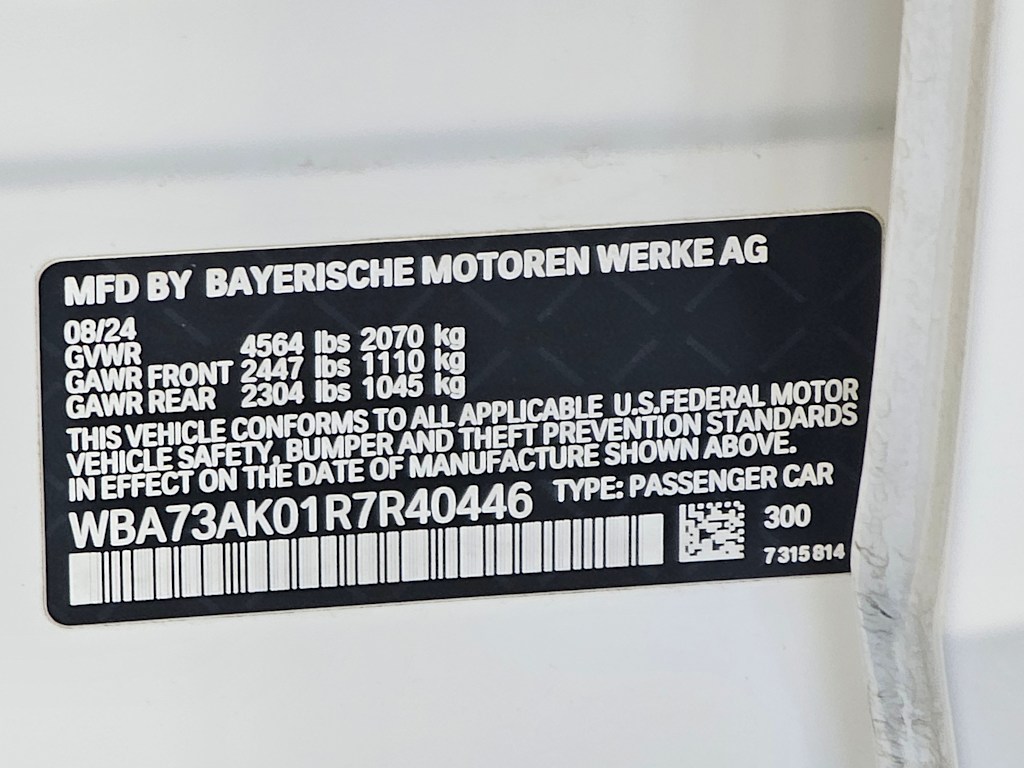 MFD BY BAYERISCHE MOTOREN WERKE AG
08/24
GVWR 4564 lbs 2070 kg
GAWR FRONT 2447 lbs 1110 kg
GAWR REAR 2304 lbs 1045 kg
THIS VEHICLE CONFORMS TO ALL APPLICABLE U.S.FEDERAL MOTOR
VEHICLE SAFETY, BUMPER AND THEFT PREVENTION STANDARDS
IN EFFECT ON THE DATE OF MANUFACTURE SHOWN ABOVE.
WBA73AK01R7R40446 TYPE: PASSENGER CAR
300
7315814